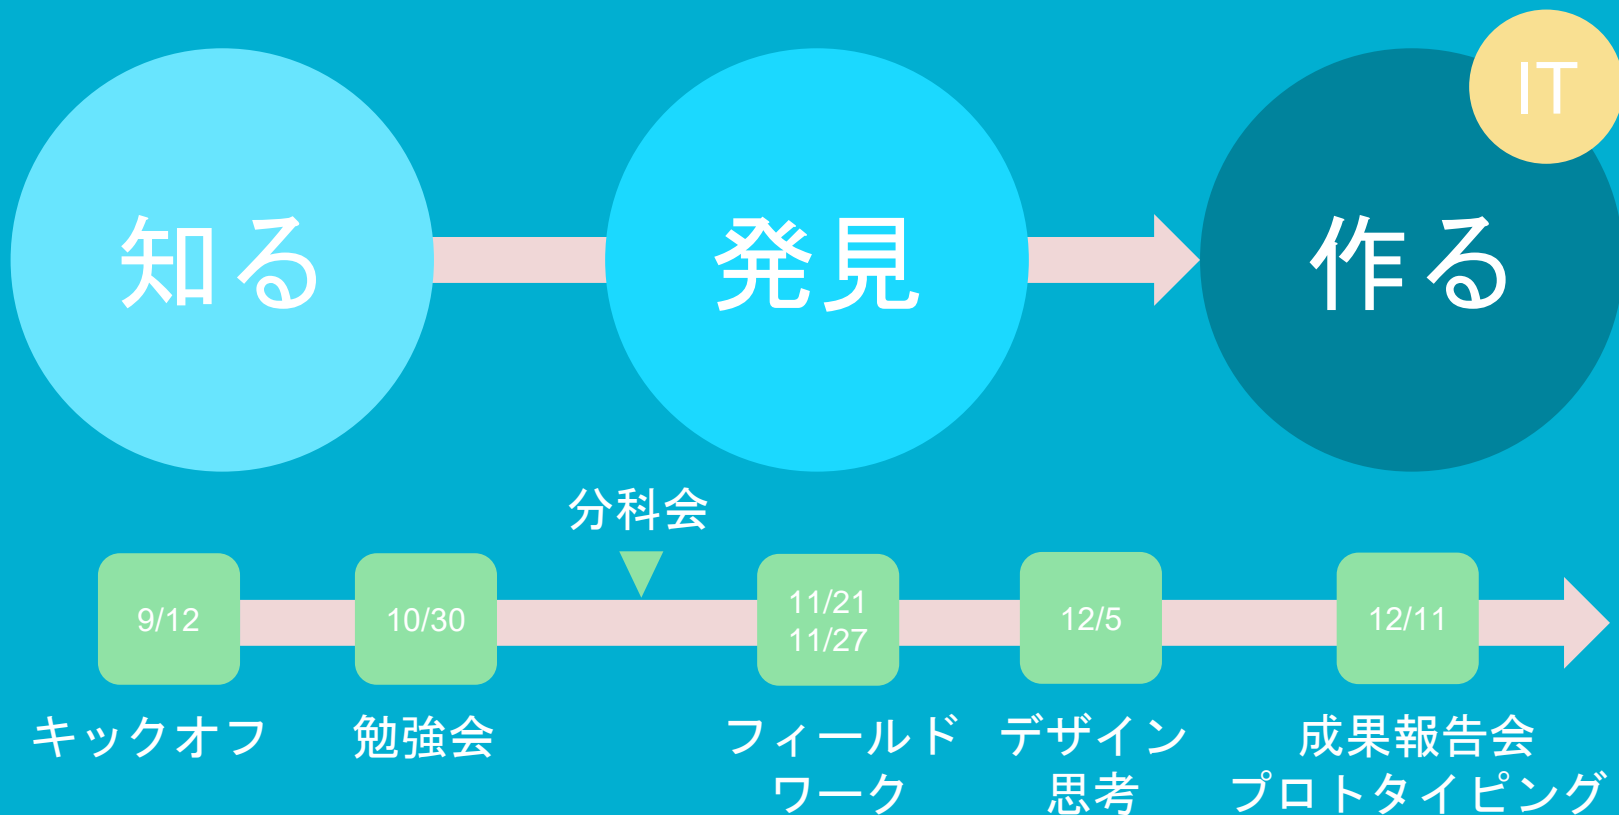 IT
知る
発見
作る
分科会
9/12
10/30
11/21
11/27
12/5
12/11
キックオフ
勉強会
フィールド
ワーク
デザイン
思考
成果報告会
プロトタイピング